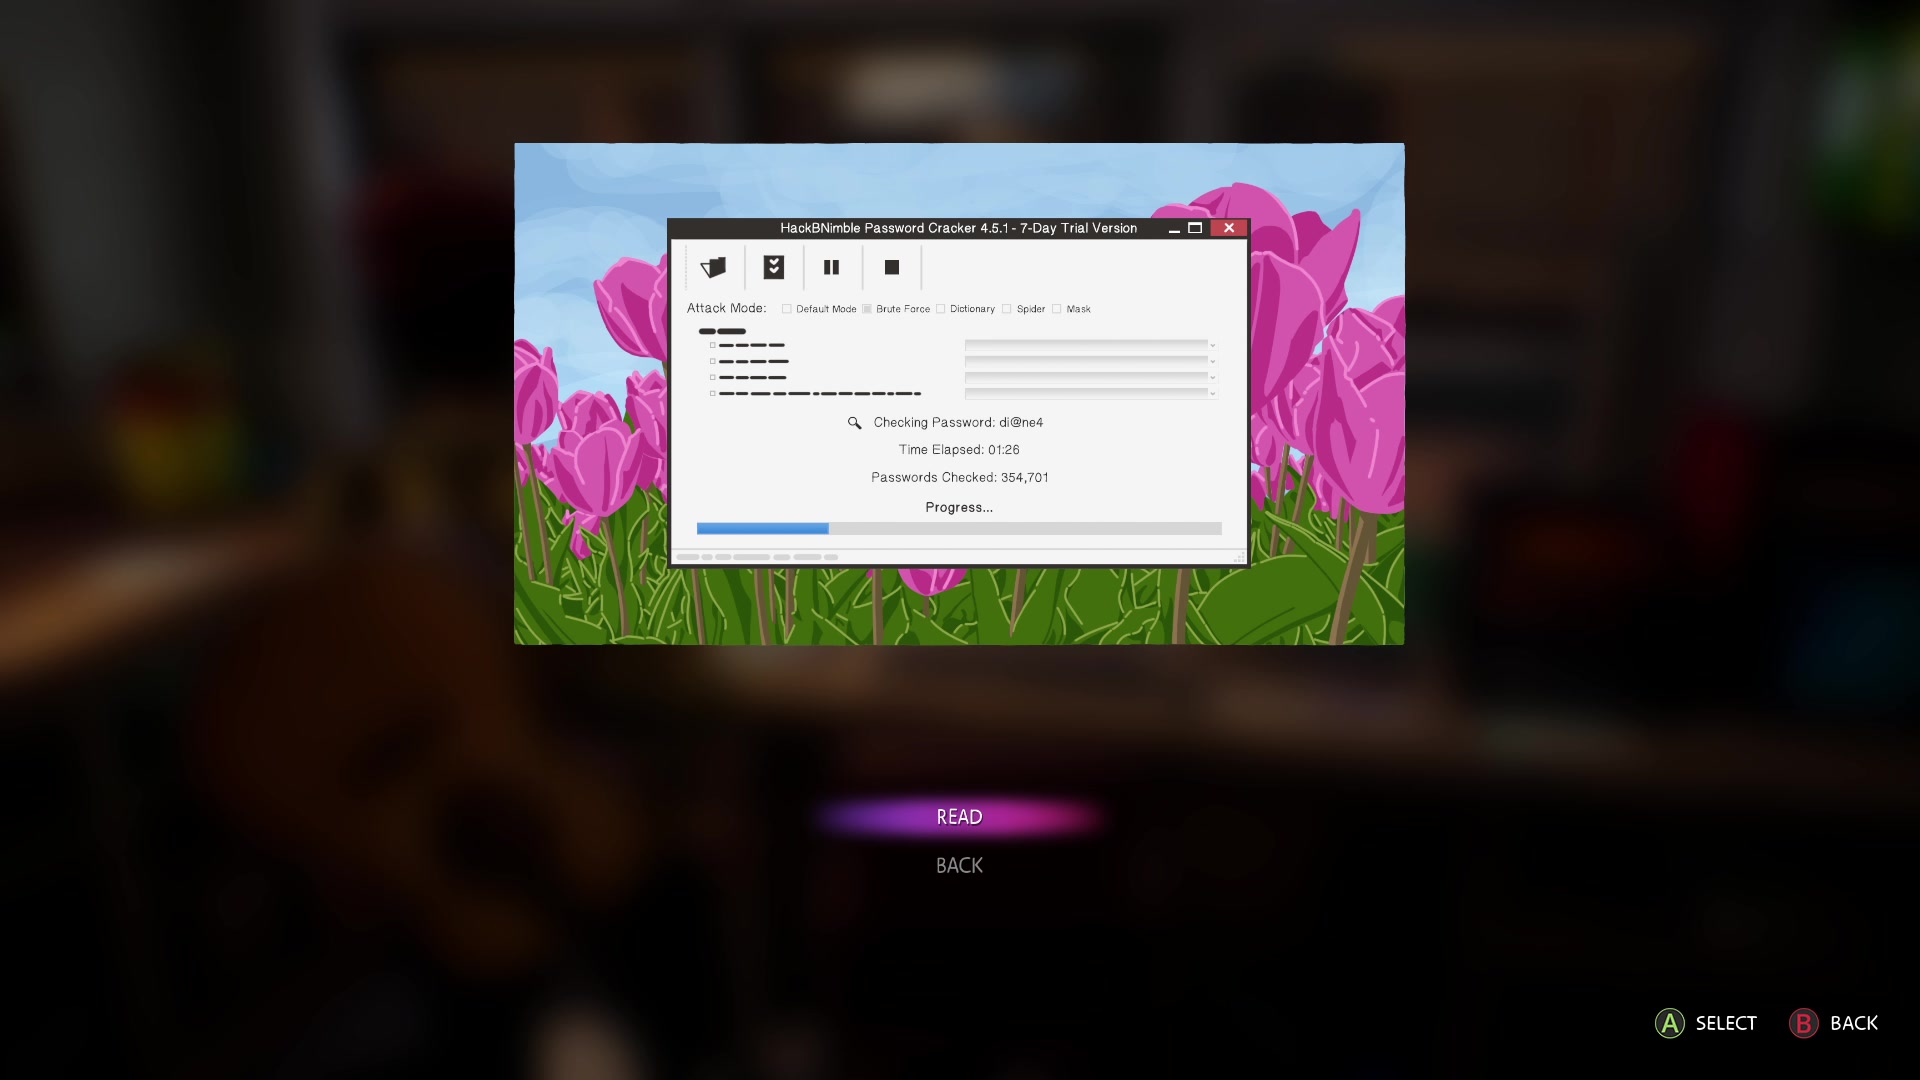 HackBNimble Password Cracker 4.5.1 - 7-Day Trial Version
Attack Mode: Default Mode Brute Force Dictionary Spider Mask
Checking Password: di@ne4
Time Elapsed: 01:26
Passwords Checked: 354,701
Progress...
READ
BACK
A SELECT B BACK